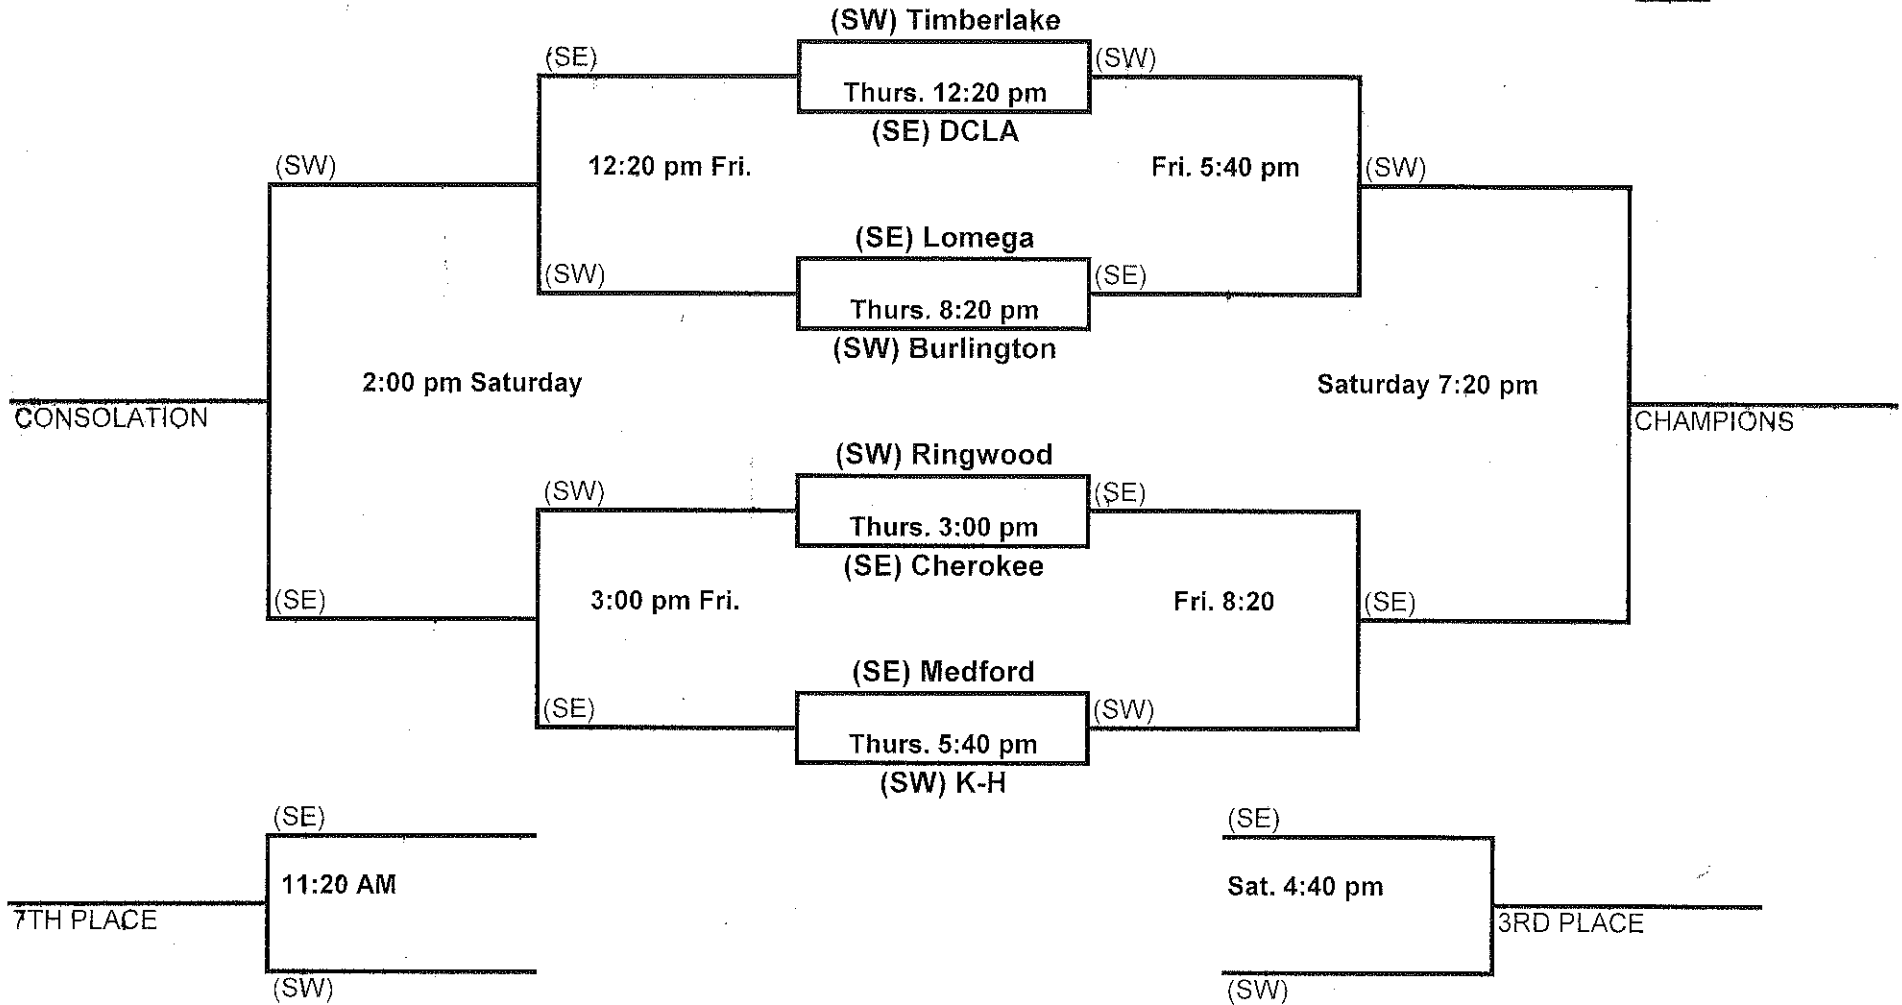 (SW) Timberlake
(SE)
(SW)
Thurs. 12:20 pm
(SE) DCLA
(SW)
12:20 pm Fri.
Fri. 5:40 pm
(SW)
(SE) Lomega
(SW)
(SE)
Thurs. 8:20 pm
(SW) Burlington
2:00 pm Saturday
Saturday 7:20 pm
CONSOLATION
CHAMPIONS
(SW) Ringwood
(SW)
(SE)
Thurs. 3:00 pm
(SE) Cherokee
(SE)
3:00 pm Fri.
Fri. 8:20
(SE)
(SE) Medford
(SE)
(SW)
Thurs. 5:40 pm
(SW) K-H
(SE)
(SE)
11:20 AM
Sat. 4:40 pm
7TH PLACE
3RD PLACE
(SW)
(SW)